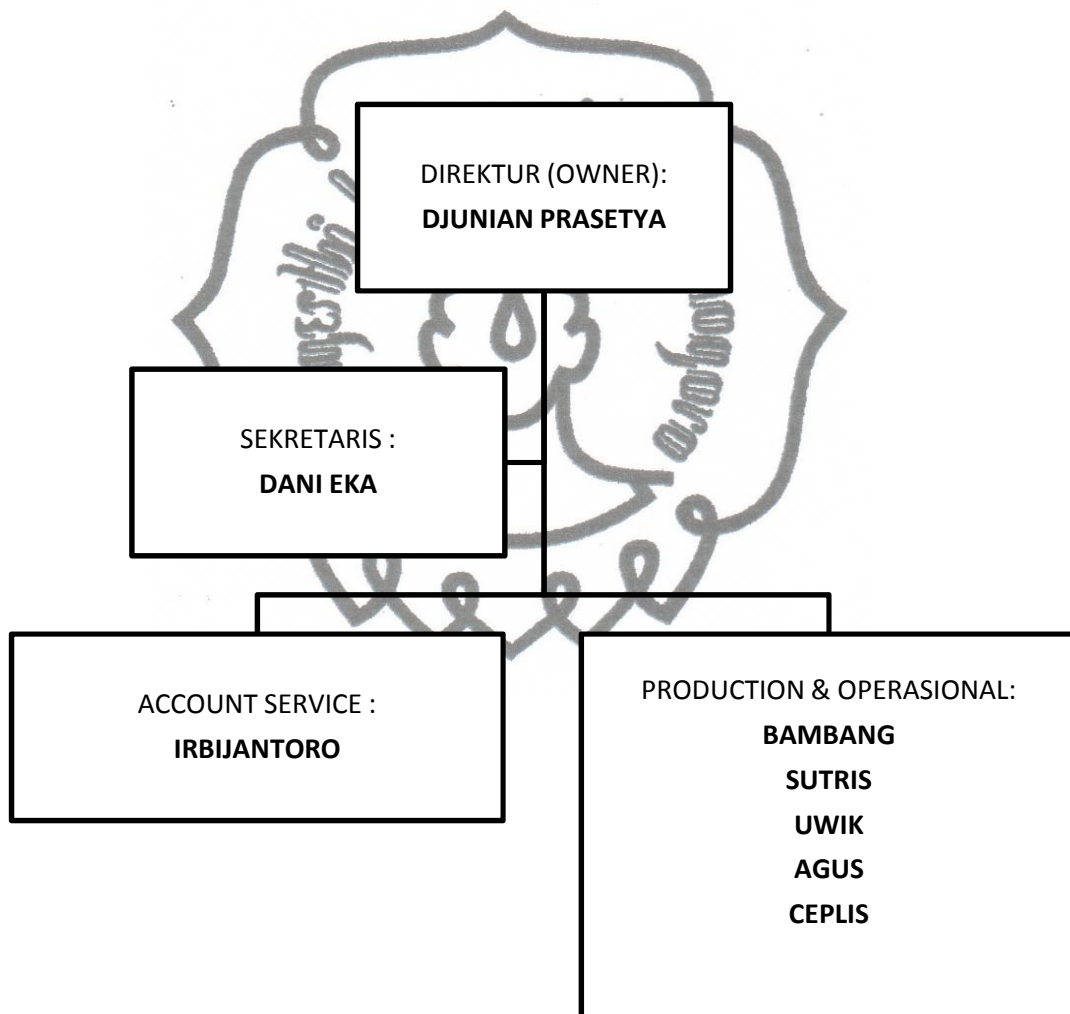 DIREKTUR (OWNER):
DJUNIAN PRASETYA
SEKRETARIS :
DANI EKA
ACCOUNT SERVICE :
IRBIJANTORO
PRODUCTION & OPERASIONAL:
BAMBANG
SUTRIS
UWIK
AGUS
CEPLIS